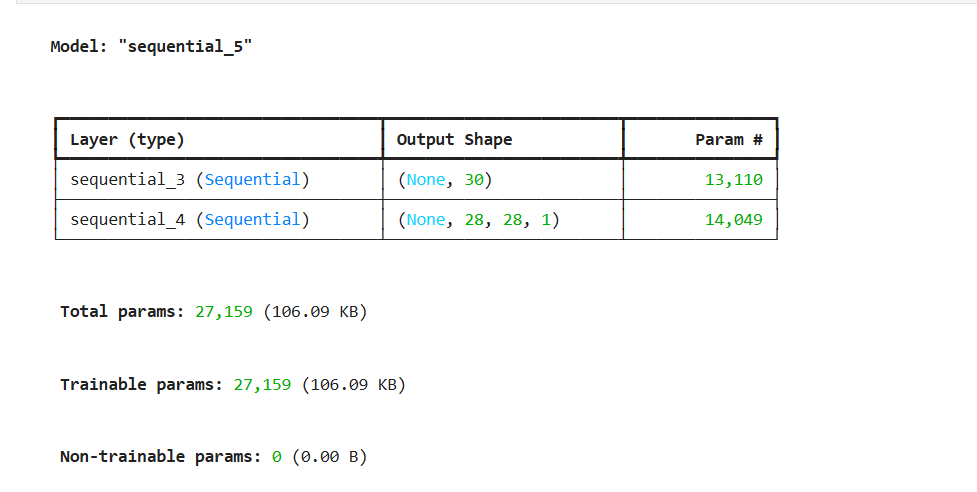 Model: "sequential_5"
Layer (type) Output Shape Param #
sequential_3 (Sequential) (None, 30) 13,110
sequential_4 (Sequential) (None, 28, 28, 1) 14,049
Total params: 27,159 (106.09 KB)
Trainable params: 27,159 (106.09 KB)
Non-trainable params: 0 (0.00 B)